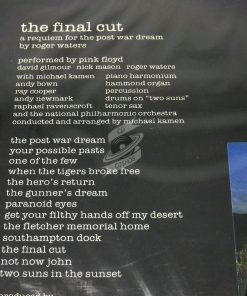 the final cut
a requiem for the post war dream
by roger waters
performed by pink floyd
david gilmour nick mason roger waters
with michael kamen piano harmonium
andy bown hammond organ
ray cooper percussion
andy newmark drums on "two suns"
raphael ravenscroft tenor sax
and the national philharmonic orchestra
conducted and arranged by michael kamen
the post war dream
your possible pasts
one of the few
when the tigers broke free
the hero's return
the gunner's dream
paranoid eyes
get your filthy hands off my desert
the fletcher memorial home
southampton dock
the final cut
not now john
two suns in the sunset
produced by